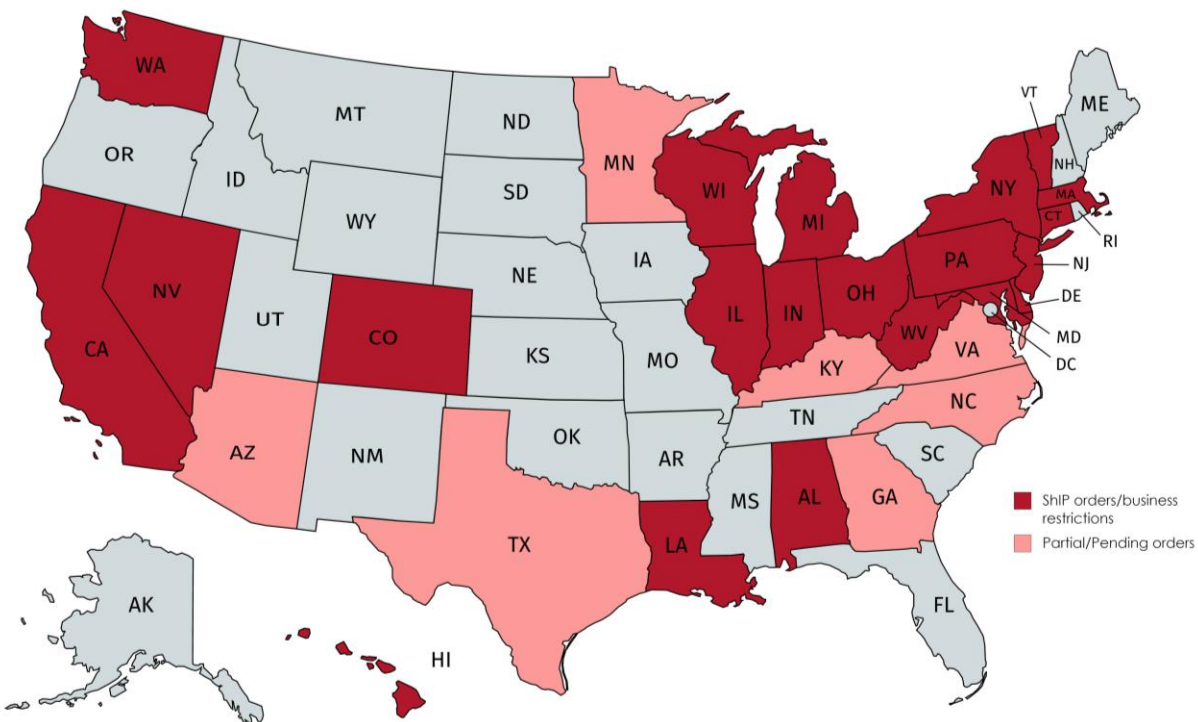 WA
MT
ND
MN
VT
ME
OR
ID
SD
WI
NY
NH
MA
WY
MI
CT
RI
IA
PA
NJ
NE
NV
IL
IN
OH
DE
UT
CO
WV
MD
CA
KS
MO
KY
VA
DC
NC
TN
AZ
OK
NM
AR
SC
MS
AL
GA
ShIP orders/business
restrictions
TX
LA
Partial/Pending orders
AK
FL
HI